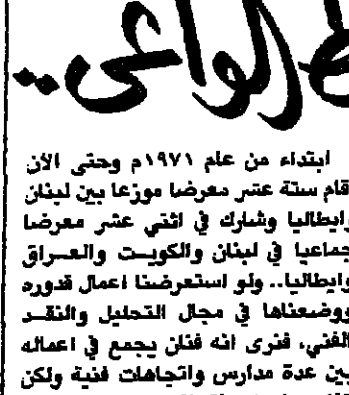 الواعي..
ابتداء من عام ١٩٧١م وحتى الآن
قام ستة عشر معرضا موزعا بين لبنان
وايطاليا وشارك في اثني عشر معرضا
جماعيا في لبنان والكويت والعراق
وايطاليا.. ولو استعرضنا اعمال قدوره
ووضعناها في مجال التحليل والنقد
الفني، فنرى انه فنان يجمع في اعماله
بين عدة مدارس واتجاهات فنية ولكن